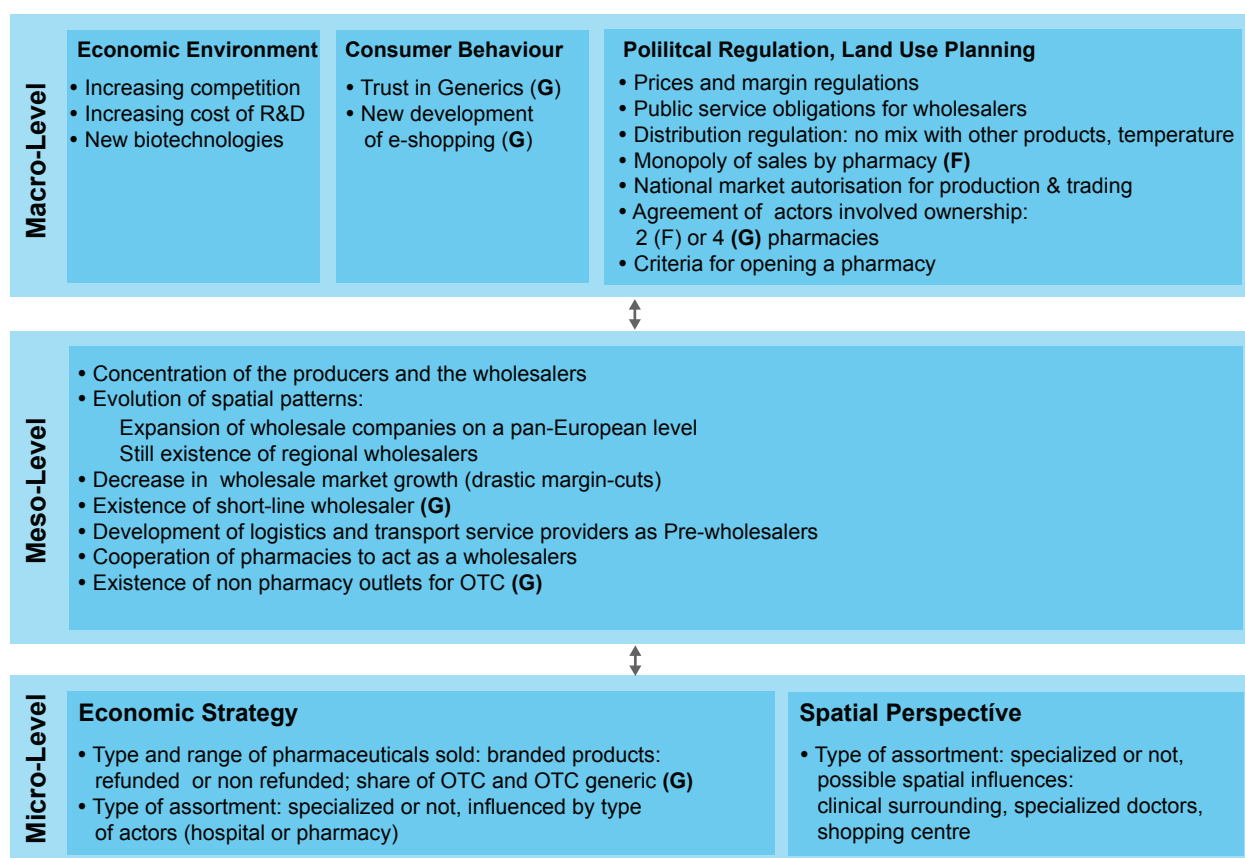 Macro-Level
Economic Environment
• Increasing competition
• Increasing cost of R&D
• New biotechnologies
Consumer Behaviour
• Trust in Generics (G)
• New development
of e-shopping (G)
Polilitcal Regulation, Land Use Planning
• Prices and margin regulations
• Public service obligations for wholesalers
• Distribution regulation: no mix with other products, temperature
• Monopoly of sales by pharmacy (F)
• National market autorisation for production & trading
• Agreement of actors involved ownership:
2 (F) or 4 (G) pharmacies
• Criteria for opening a pharmacy
Meso-Level
• Concentration of the producers and the wholesalers
• Evolution of spatial patterns:
Expansion of wholesale companies on a pan-European level
Still existence of regional wholesalers
• Decrease in wholesale market growth (drastic margin-cuts)
• Existence of short-line wholesaler (G)
• Development of logistics and transport service providers as Pre-wholesalers
• Cooperation of pharmacies to act as a wholesalers
• Existence of non pharmacy outlets for OTC (G)
Micro-Level
Economic Strategy
• Type and range of pharmaceuticals sold: branded products:
refunded or non refunded; share of OTC and OTC generic (G)
• Type of assortment: specialized or not, influenced by type
of actors (hospital or pharmacy)
Spatial Perspectíve
• Type of assortment: specialized or not,
possible spatial influences:
clinical surrounding, specialized doctors,
shopping centre